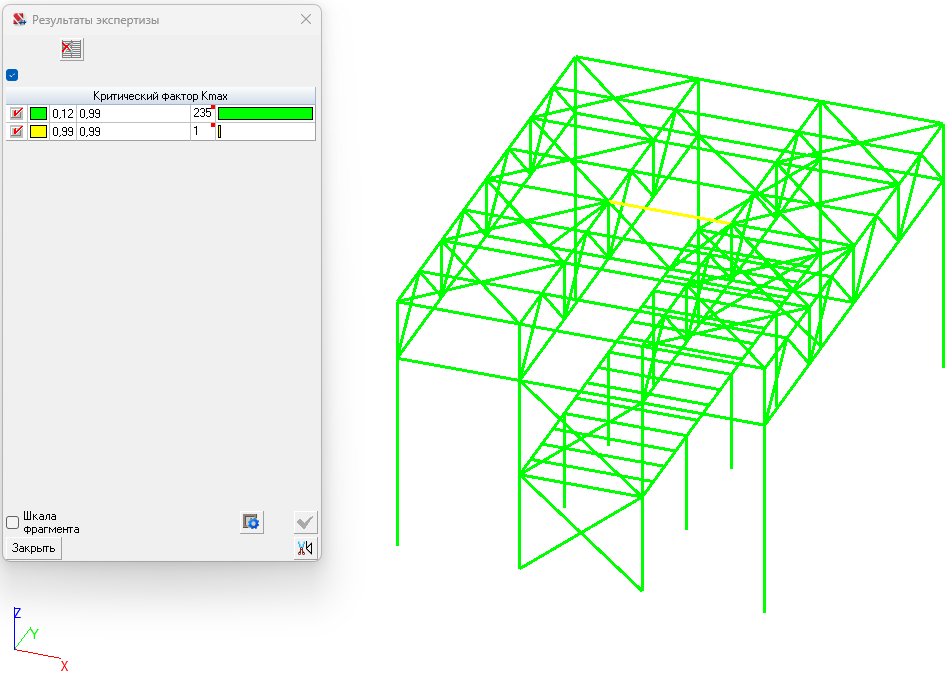 Результаты экспертизы
Критический фактор Kmax
0,12 0,99 235
0,99 0,99 1
Шкала
фрагмента
Закрыть
Z
Y
X